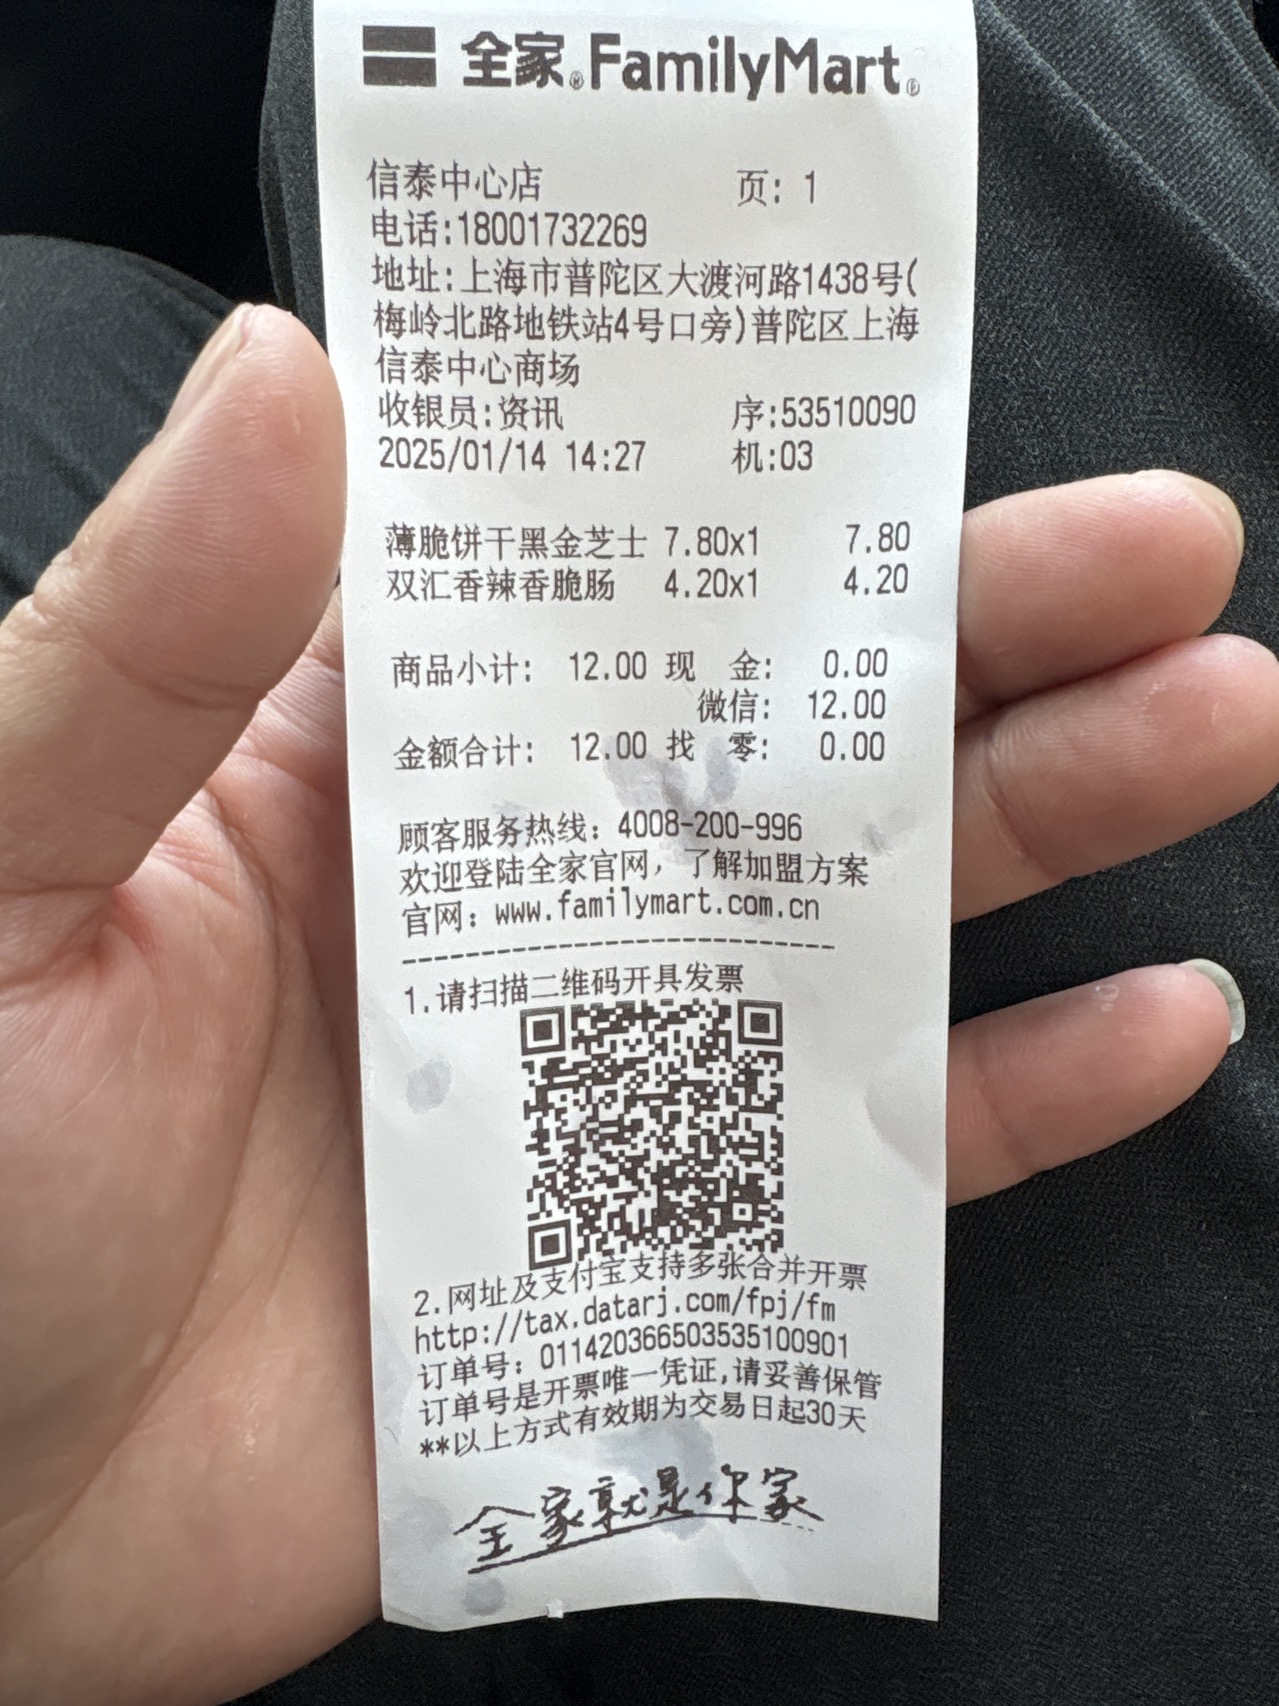 全家®FamilyMart®
信泰中心店 页: 1
电话:18001732269
地址:上海市普陀区大渡河路1438号(
梅岭北路地铁站4号口旁)普陀区上海
信泰中心商场
收银员:资讯 序:53510090
2025/01/14 14:27 机:03
薄脆饼干黑金芝士 7.80x1 7.80
双汇香辣香脆肠 4.20x1 4.20
商品小计: 12.00 现 金: 0.00
微信: 12.00
金额合计: 12.00 找 零: 0.00
顾客服务热线: 4008-200-996
欢迎登陆全家官网, 了解加盟方案
官网: www.familymart.com.cn
------------------------------
1.请扫描二维码开具发票
2.网址及支付宝支持多张合并开票
http://tax.datarj.com/fpj/fm
订单号: 011420366503535100901
订单号是开票唯一凭证,请妥善保管
**以上方式有效期为交易日起30天
全家就是你家